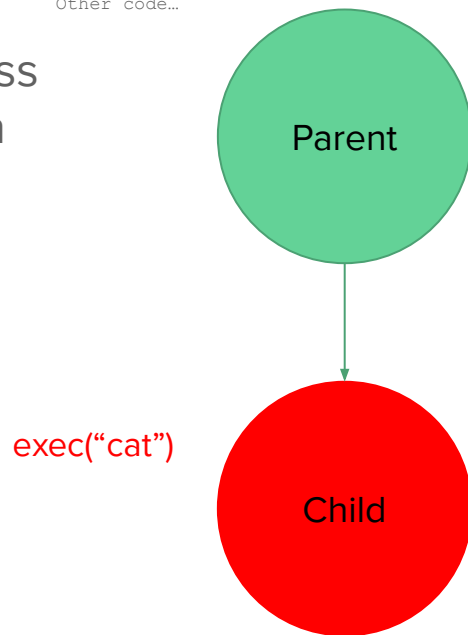 Other code…
Parent
exec(“cat”)
Child